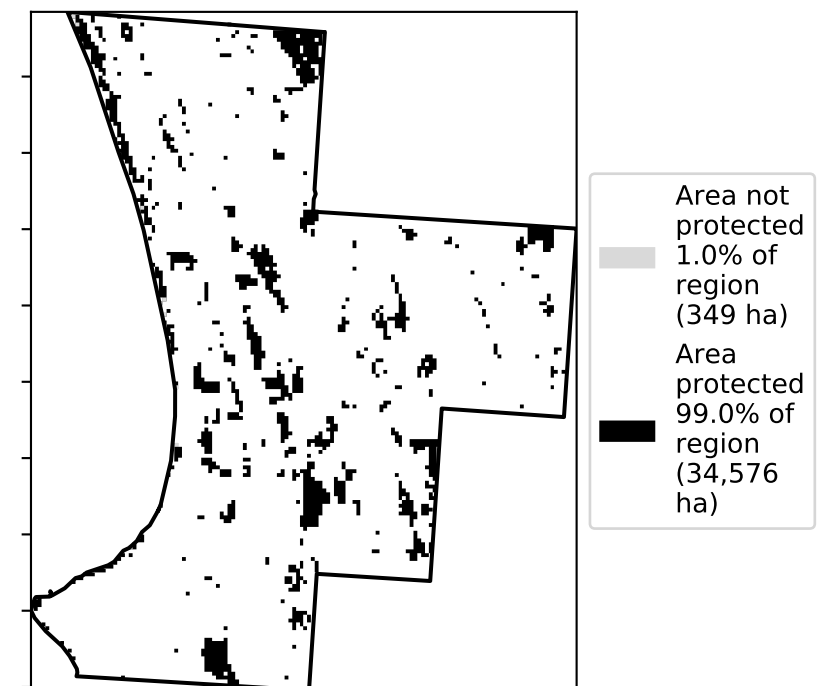 Area not
protected
1.0% of
region
(349 ha)
Area
protected
99.0% of
region
(34,576
ha)